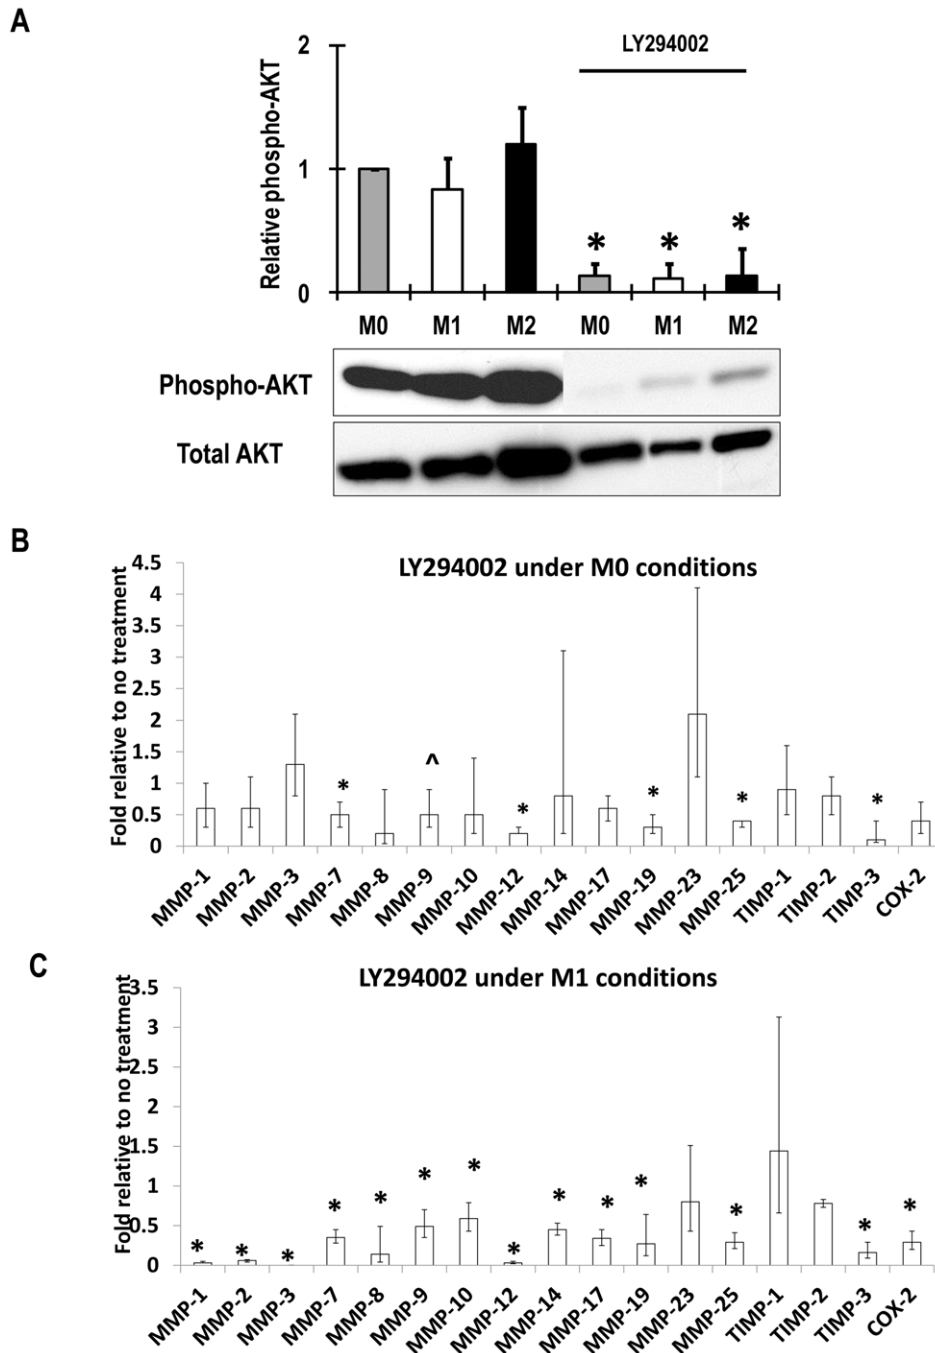 A
LY294002
Relative phospho-AKT
2
1
0
*
*
*
M0 M1 M2 M0 M1 M2
Phospho-AKT
Total AKT
B
LY294002 under M0 conditions
Fold relative to no treatment
4.5
4
3.5
3
2.5
2
1.5
1
0.5
0
* ^ * * * *
MMP-1 MMP-2 MMP-3 MMP-7 MMP-8 MMP-9 MMP-10 MMP-12 MMP-14 MMP-17 MMP-19 MMP-23 MMP-25 TIMP-1 TIMP-2 TIMP-3 COX-2
C
LY294002 under M1 conditions
Fold relative to no treatment
3.5
3
2.5
2
1.5
1
0.5
0
* * * * * * * * * * * * * *
MMP-1 MMP-2 MMP-3 MMP-7 MMP-8 MMP-9 MMP-10 MMP-12 MMP-14 MMP-17 MMP-19 MMP-23 MMP-25 TIMP-1 TIMP-2 TIMP-3 COX-2